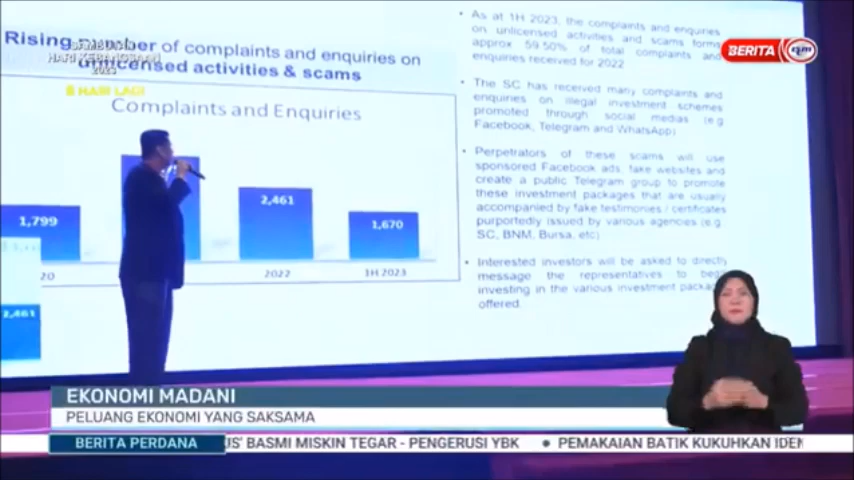 Rising number of complaints and enquiries on
unlicensed activities & scams
SAMBUTAN
HARI KEBANGSAAN
2023
8 HARI LAGI
Complaints and Enquiries
1,799
2,461
1,670
20
2022
1H 2023
2,461
• As at 1H 2023, the complaints and enquiries
on unlicensed activities and scams forms
approx. 59.50% of total complaints and
enquiries received for 2022
• The SC has received many complaints and
enquiries on illegal investment schemes
promoted through social medias (e.g
Facebook, Telegram and WhatsApp)
• Perpetrators of these scams will use
sponsored Facebook ads, fake websites and
create a public Telegram group to promote
these investment packages that are usually
accompanied by fake testimonies / certificates
purportedly issued by various agencies (e.g.
SC, BNM, Bursa, etc)
• Interested investors will be asked to directly
message the representatives to
investing in the various investment
offered.
BERITA rtm
EKONOMI MADANI
PELUANG EKONOMI YANG SAKSAMA
BERITA PERDANA
US' BASMI MISKIN TEGAR - PENGERUSI YBK • PEMAKAIAN BATIK KUKUHKAN IDEN